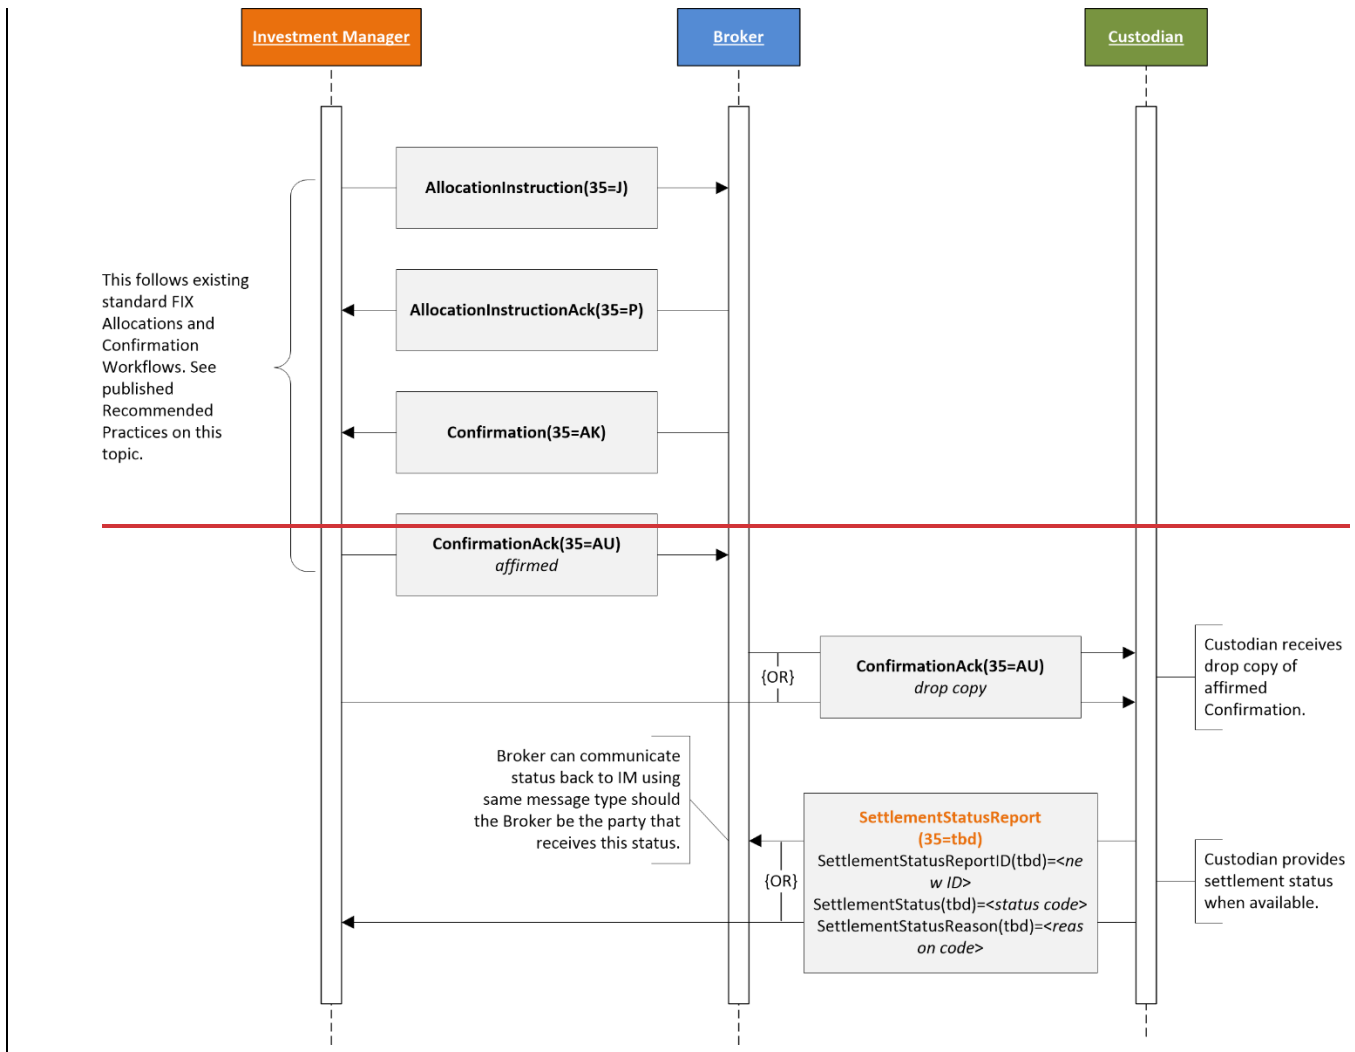 Investment Manager
Broker
Custodian
AllocationInstruction(35=J)
This follows existing
standard FIX
Allocations and
Confirmation
Workflows. See
published
Recommended
Practices on this
topic.
AllocationInstructionAck(35=P)
Confirmation(35=AK)
ConfirmationAck(35=AU)
affirmed
{OR}
ConfirmationAck(35=AU)
drop copy
Custodian receives
drop copy of
affirmed
Confirmation.
Broker can communicate
status back to IM using
same message type should
the Broker be the party that
receives this status.
{OR}
SettlementStatusReport
(35=tbd)
SettlementStatusReportID(tbd)=<ne
w ID>
SettlementStatus(tbd)=<status code>
SettlementStatusReason(tbd)=<reas
on code>
Custodian provides
settlement status
when available.